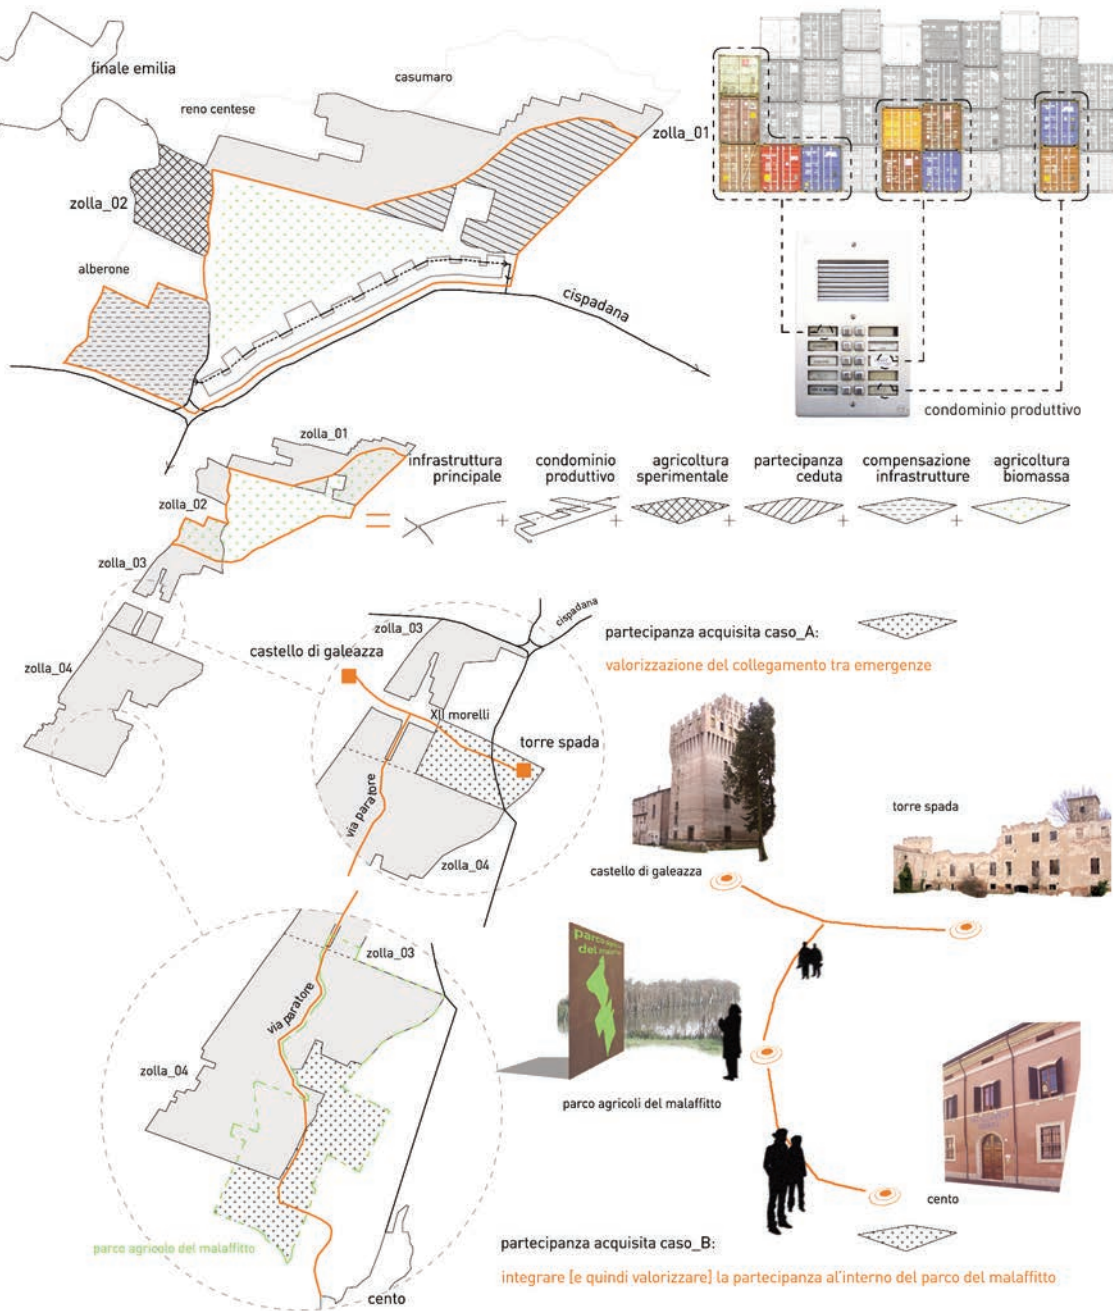 finale emilia
casumaro
reno centese
zolla_01
zolla_02
alberone
cispadana
condominio produttivo
zolla_01
zolla_02
zolla_03
zolla_04
infrastruttura
principale
condominio
produttivo
agricoltura
sperimentale
partecipanza
ceduta
compensazione
infrastrutture
agricoltura
biomassa
+
+
+
+
+
=
cispadana
zolla_03
castello di galeazza
XII morelli
torre spada
via paratore
zolla_04
partecipanza acquisita caso_A:
valorizzazione del collegamento tra emergenze
castello di galeazza
torre spada
zolla_03
via paratore
zolla_04
parco agricolo del malaffitto
cento
parco agricoli del malaffitto
cento
partecipanza acquisita caso_B:
integrare [e quindi valorizzare] la partecipanza al'interno del parco del malaffitto